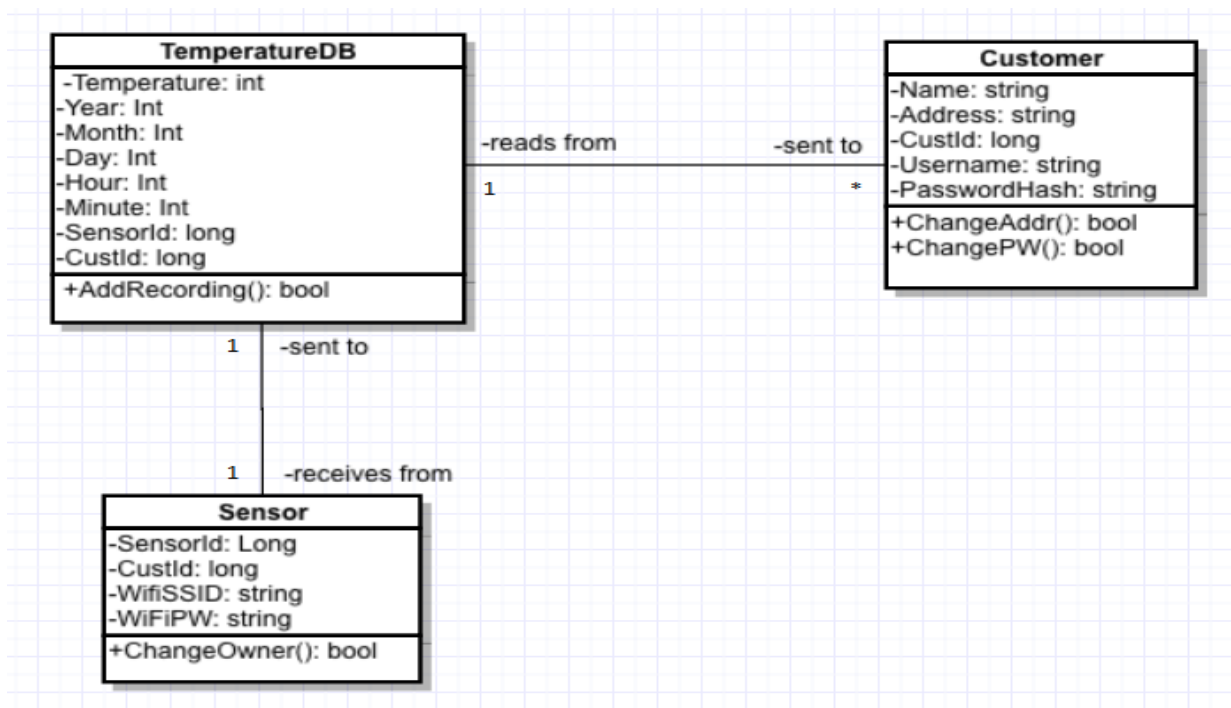 TemperatureDB
-Temperature: int
-Year: Int
-Month: Int
-Day: Int
-Hour: Int
-Minute: Int
-SensorId: long
-CustId: long
+AddRecording(): bool
-reads from
1
-sent to
*
Customer
-Name: string
-Address: string
-CustId: long
-Username: string
-PasswordHash: string
+ChangeAddr(): bool
+ChangePW(): bool
1 -sent to
1 -receives from
Sensor
-SensorId: Long
-CustId: long
-WifiSSID: string
-WiFiPW: string
+ChangeOwner(): bool